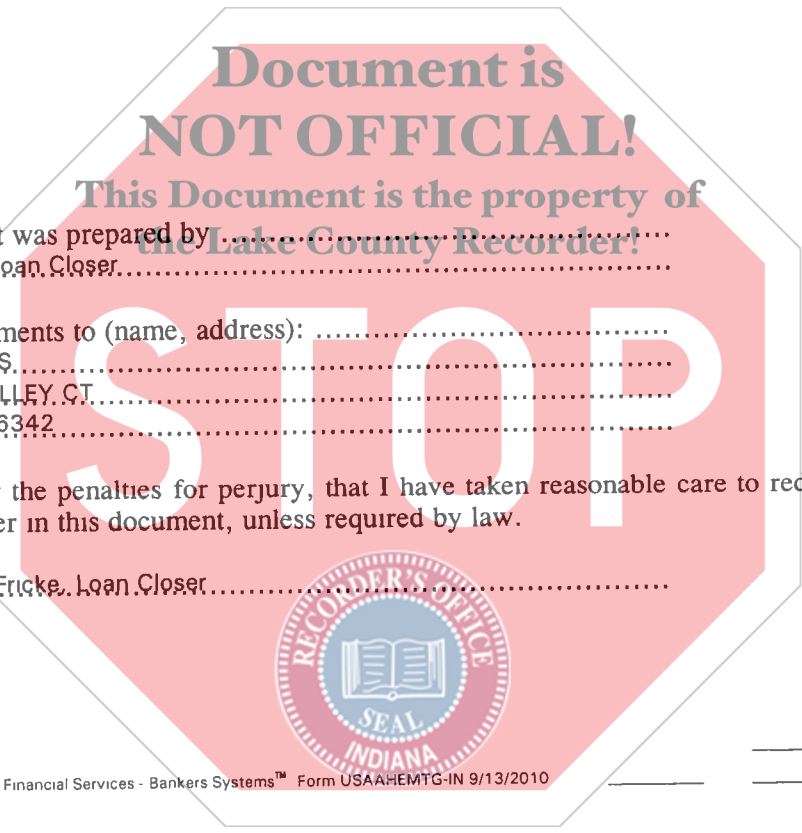 Document is
NOT OFFICIAL!
This Document is the property of
the Lake County Recorder!
t was prepared by
oan Closer
ments to (name, address):
S
LLEY CT
6342
STOP
the penalties for perjury, that I have taken reasonable care to red
er in this document, unless required by law.
Fricke, Loan Closer
RECORDER'S OFFICE
SEAL
INDIANA
Financial Services - Bankers Systems™ Form USAAHEMTG-IN 9/13/2010